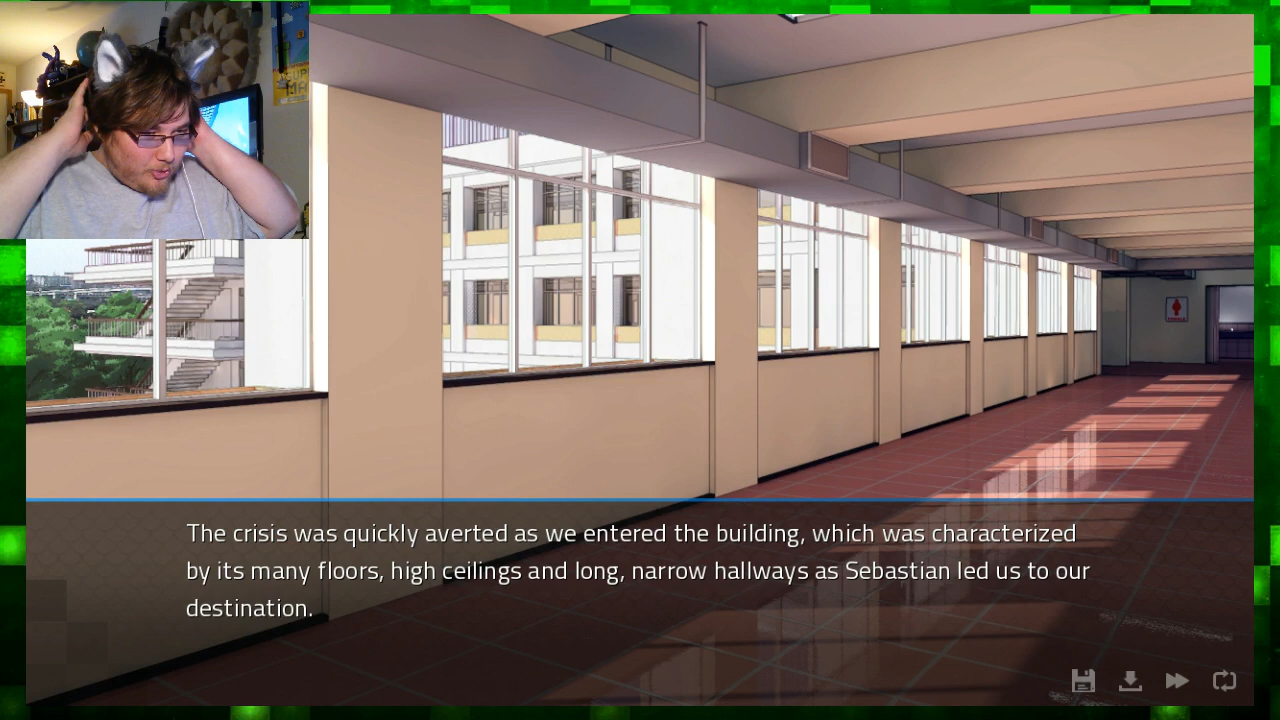 The crisis was quickly averted as we entered the building, which was characterized
by its many floors, high ceilings and long, narrow hallways as Sebastian led us to our
destination.